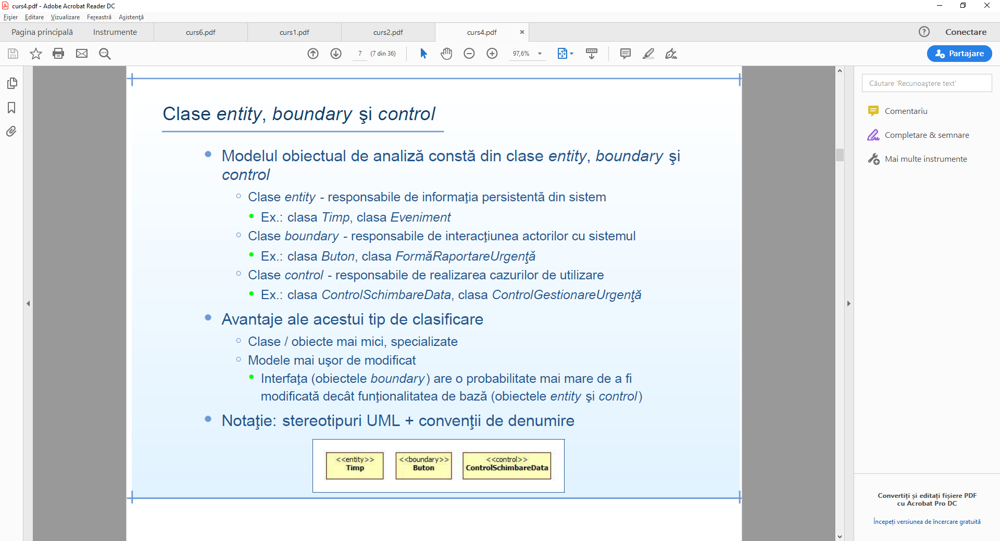 curs4.pdf - Adobe Acrobat Reader DC
Fişier Editare Vizualizare Fereastră Asistenţă
Pagina principală Instrumente curs6.pdf curs1.pdf curs2.pdf curs4.pdf × ? Conectare
7 (7 din 36) 97,6% Partajare
Căutare 'Recunoaştere text'
Comentariu
Completare & semnare
Mai multe instrumente
Clase entity, boundary şi control
Modelul obiectual de analiză constă din clase entity, boundary şi
control
Clase entity - responsabile de informaţia persistentă din sistem
Ex.: clasa Timp, clasa Eveniment
Clase boundary - responsabile de interacţiunea actorilor cu sistemul
Ex.: clasa Buton, clasa FormăRaportareUrgenţă
Clase control - responsabile de realizarea cazurilor de utilizare
Ex.: clasa ControlSchimbareData, clasa ControlGestionareUrgenţă
Avantaje ale acestui tip de clasificare
Clase / obiecte mai mici, specializate
Modele mai uşor de modificat
Interfaţa (obiectele boundary) are o probabilitate mai mare de a fi
modificată decât funţionalitatea de bază (obiectele entity şi control)
Notaţie: stereotipuri UML + convenţii de denumire
<<entity>>
Timp
<<boundary>>
Buton
<<control>>
ControlSchimbareData
Convertiți și editați fișiere PDF
cu Acrobat Pro DC
Începeți versiunea de încercare gratuită